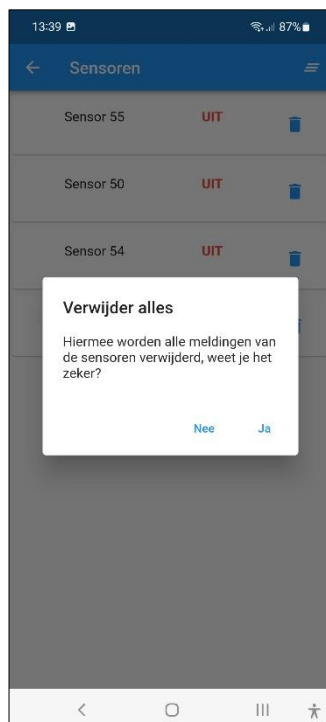 13:39 87%
Sensoren
Sensor 55 UIT
Sensor 50 UIT
Sensor 54 UIT
Verwijder alles
Hiermee worden alle meldingen van
de sensoren verwijderd, weet je het
zeker?
Nee Ja